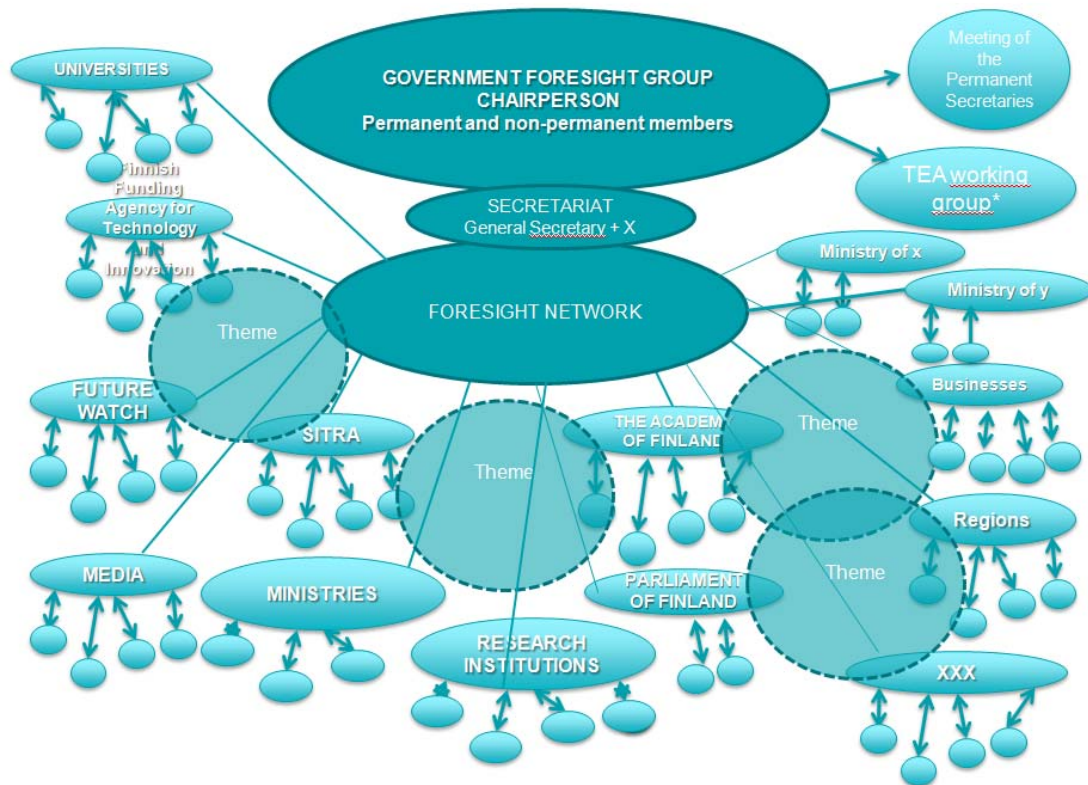 GOVERNMENT FORESIGHT GROUP
CHAIRPERSON
Permanent and non-permanent members
Meeting of
the
Permanent
Secretaries
TEA working
group*
UNIVERSITIES
SECRETARIAT
General Secretary + X
Finnish
Funding
Agency for
Technology
and
Innovation
FORESIGHT NETWORK
Ministry of x
Ministry of y
Theme
FUTURE
WATCH
SITRA
Theme
THE ACADEMY
OF FINLAND
Theme
Businesses
Regions
MEDIA
MINISTRIES
RESEARCH
INSTITUTIONS
PARLIAMENT
OF FINLAND
Theme
XXX